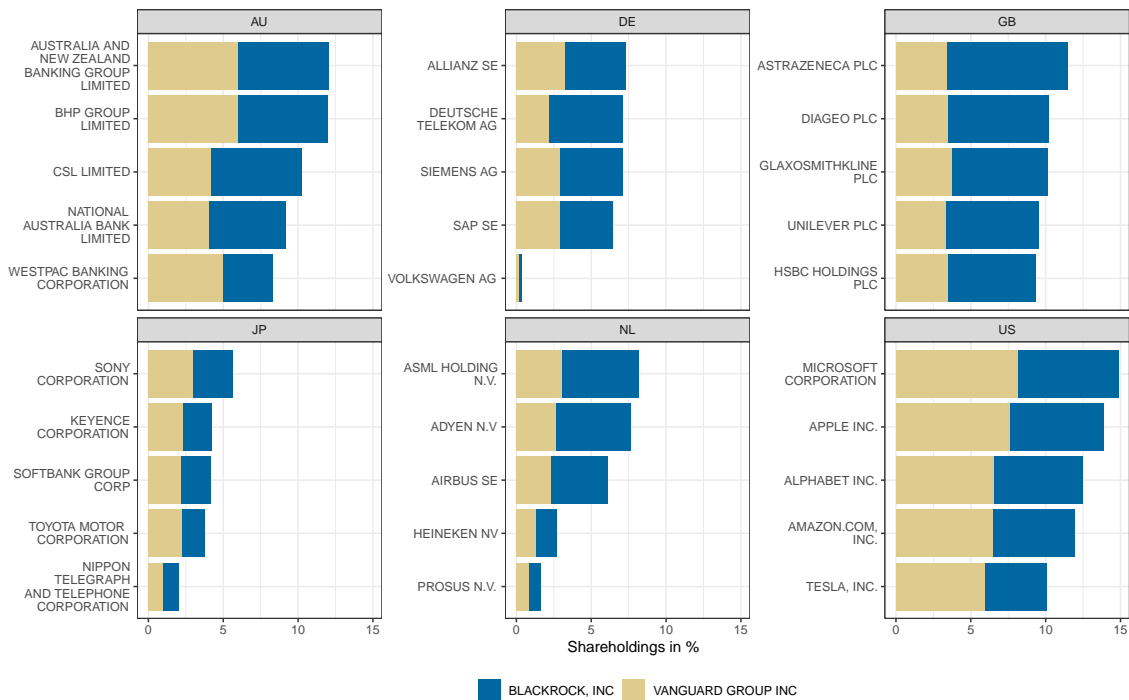 AU
AUSTRALIA AND
NEW ZEALAND
BANKING GROUP
LIMITED
BHP GROUP
LIMITED
CSL LIMITED
NATIONAL
AUSTRALIA BANK
LIMITED
WESTPAC BANKING
CORPORATION
DE
ALLIANZ SE
DEUTSCHE
TELEKOM AG
SIEMENS AG
SAP SE
VOLKSWAGEN AG
GB
ASTRAZENECA PLC
DIAGEO PLC
GLAXOSMITHKLINE
PLC
UNILEVER PLC
HSBC HOLDINGS
PLC
JP
SONY
CORPORATION
KEYENCE
CORPORATION
SOFTBANK GROUP
CORP
TOYOTA MOTOR
CORPORATION
NIPPON
TELEGRAPH
AND TELEPHONE
CORPORATION
0 5 10 15
NL
ASML HOLDING
N.V.
ADYEN N.V
AIRBUS SE
HEINEKEN NV
PROSUS N.V.
0 5 10 15
US
MICROSOFT
CORPORATION
APPLE INC.
ALPHABET INC.
AMAZON.COM,
INC.
TESLA, INC.
0 5 10 15
Shareholdings in %
BLACKROCK, INC VANGUARD GROUP INC